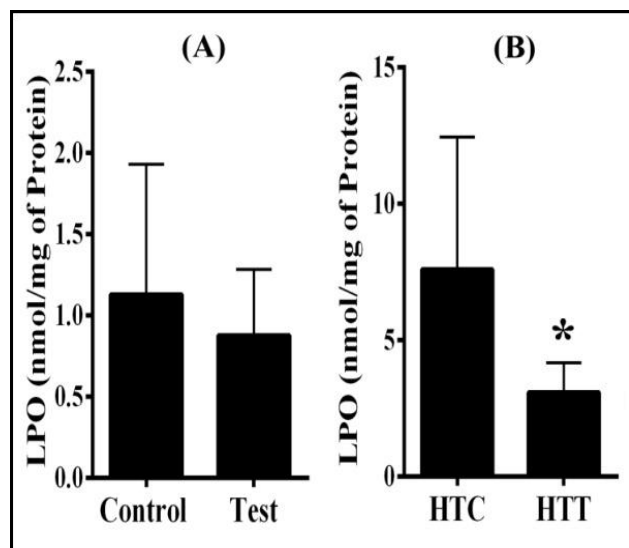 (A)
LPO (nmol/mg of Protein)
2.5
2.0
1.5
1.0
0.5
0.0
Control Test
(B)
LPO (nmol/mg of Protein)
15
10
5
0
*
HTC HTT